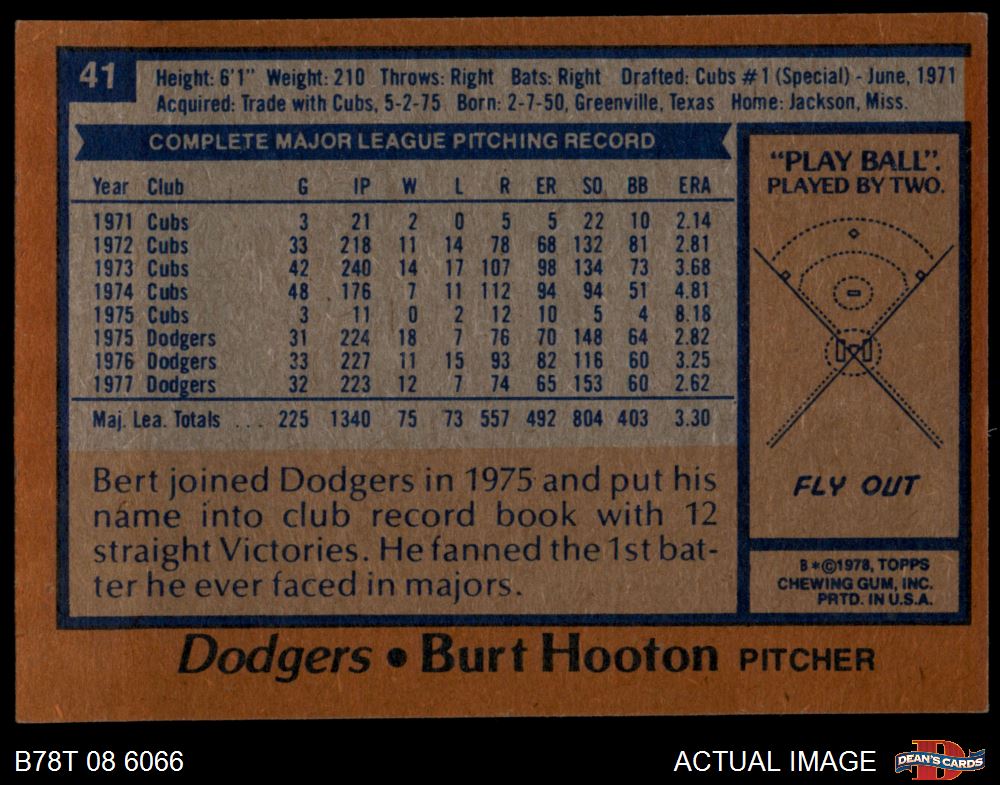 41
Height: 6'1" Weight: 210 Throws: Right Bats: Right Drafted: Cubs #1 (Special) - June, 1971
Acquired: Trade with Cubs, 5-2-75 Born: 2-7-50, Greenville, Texas Home: Jackson, Miss.
COMPLETE MAJOR LEAGUE PITCHING RECORD
Year Club G IP W L R ER SO BB ERA
1971 Cubs 3 21 2 0 5 5 22 10 2.14
1972 Cubs 33 218 11 14 78 68 132 81 2.81
1973 Cubs 42 240 14 17 107 98 134 73 3.68
1974 Cubs 48 176 7 11 112 94 94 51 4.81
1975 Cubs 3 11 0 2 12 10 5 4 8.18
1975 Dodgers 31 224 18 7 76 70 148 64 2.82
1976 Dodgers 33 227 11 15 93 82 116 60 3.25
1977 Dodgers 32 223 12 7 74 65 153 60 2.62
Maj. Lea. Totals ... 225 1340 75 73 557 492 804 403 3.30
Bert joined Dodgers in 1975 and put his
name into club record book with 12
straight Victories. He fanned the 1st bat-
ter he ever faced in majors.
"PLAY BALL".
PLAYED BY TWO.
FLY OUT
B*©1978, TOPPS
CHEWING GUM, INC.
PRTD. IN U.S.A.
Dodgers • Burt Hooton PITCHER
B78T 08 6066
ACTUAL IMAGE
D
DEAN'S CARDS